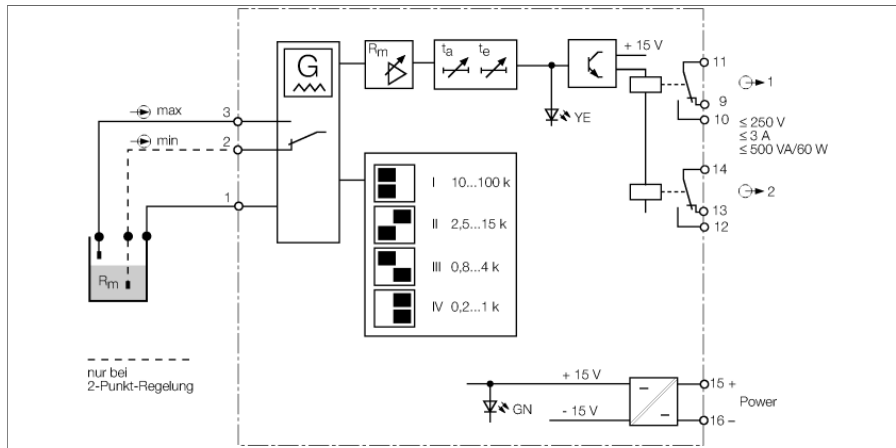 G
Rm
ta
te
+ 15 V
YE
11
1
9
10
≤ 250 V
≤ 3 A
≤ 500 VA/60 W
14
2
13
12
max
3
min
2
1
Rm
I 10...100 k
II 2,5...15 k
III 0,8...4 k
IV 0,2...1 k
nur bei
2-Punkt-Regelung
+ 15 V
GN
- 15 V
15 +
Power
16 –